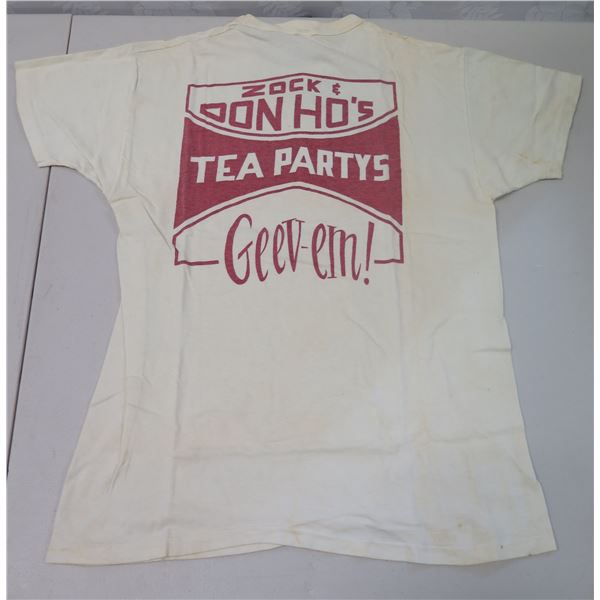 ZOCK &
DON HO'S
TEA PARTYS
Geev-em!